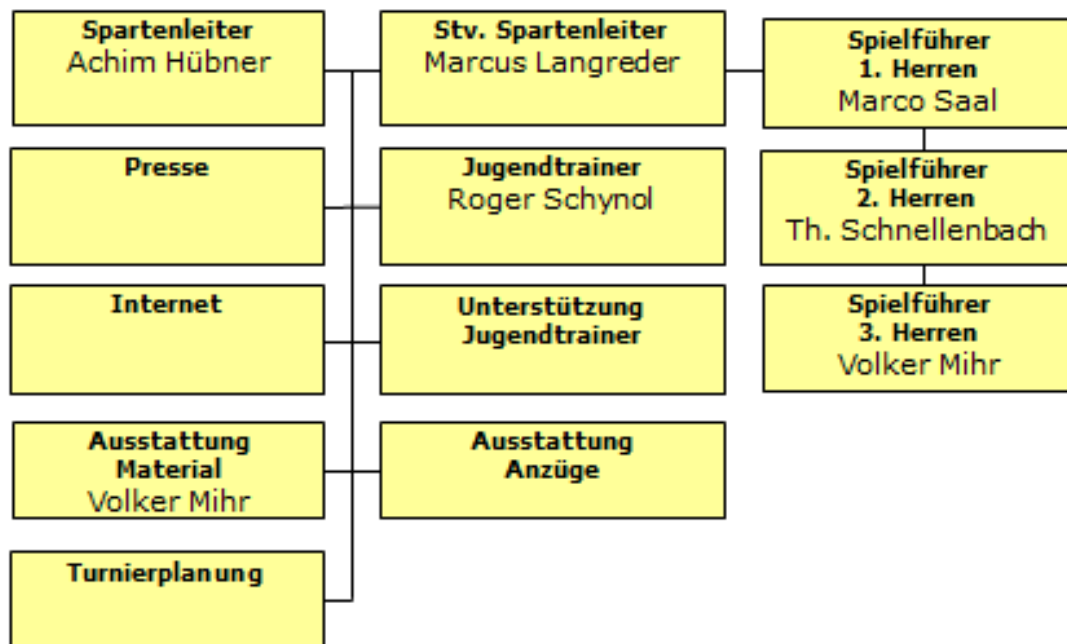 Spartenleiter
Achim Hübner
Stv. Spartenleiter
Marcus Langreder
Spielführer
1. Herren
Marco Saal
Presse
Jugendtrainer
Roger Schynol
Spielführer
2. Herren
Th. Schnellenbach
Internet
Unterstützung
Jugendtrainer
Spielführer
3. Herren
Volker Mihr
Ausstattung
Material
Volker Mihr
Ausstattung
Anzüge
Turnierplanung